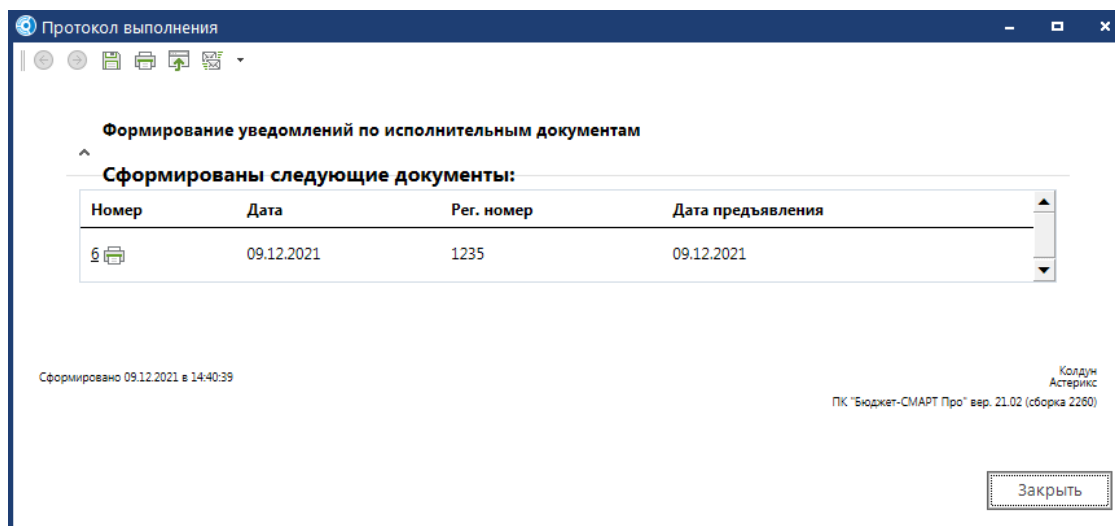 Протокол выполнения
Формирование уведомлений по исполнительным документам
Сформированы следующие документы:
Номер Дата Рег. номер Дата предъявления
6 09.12.2021 1235 09.12.2021
Сформировано 09.12.2021 в 14:40:39
Колдун
Астерикс
ПК "Бюджет-СМАРТ Про" вер. 21.02 (сборка 2260)
Закрыть